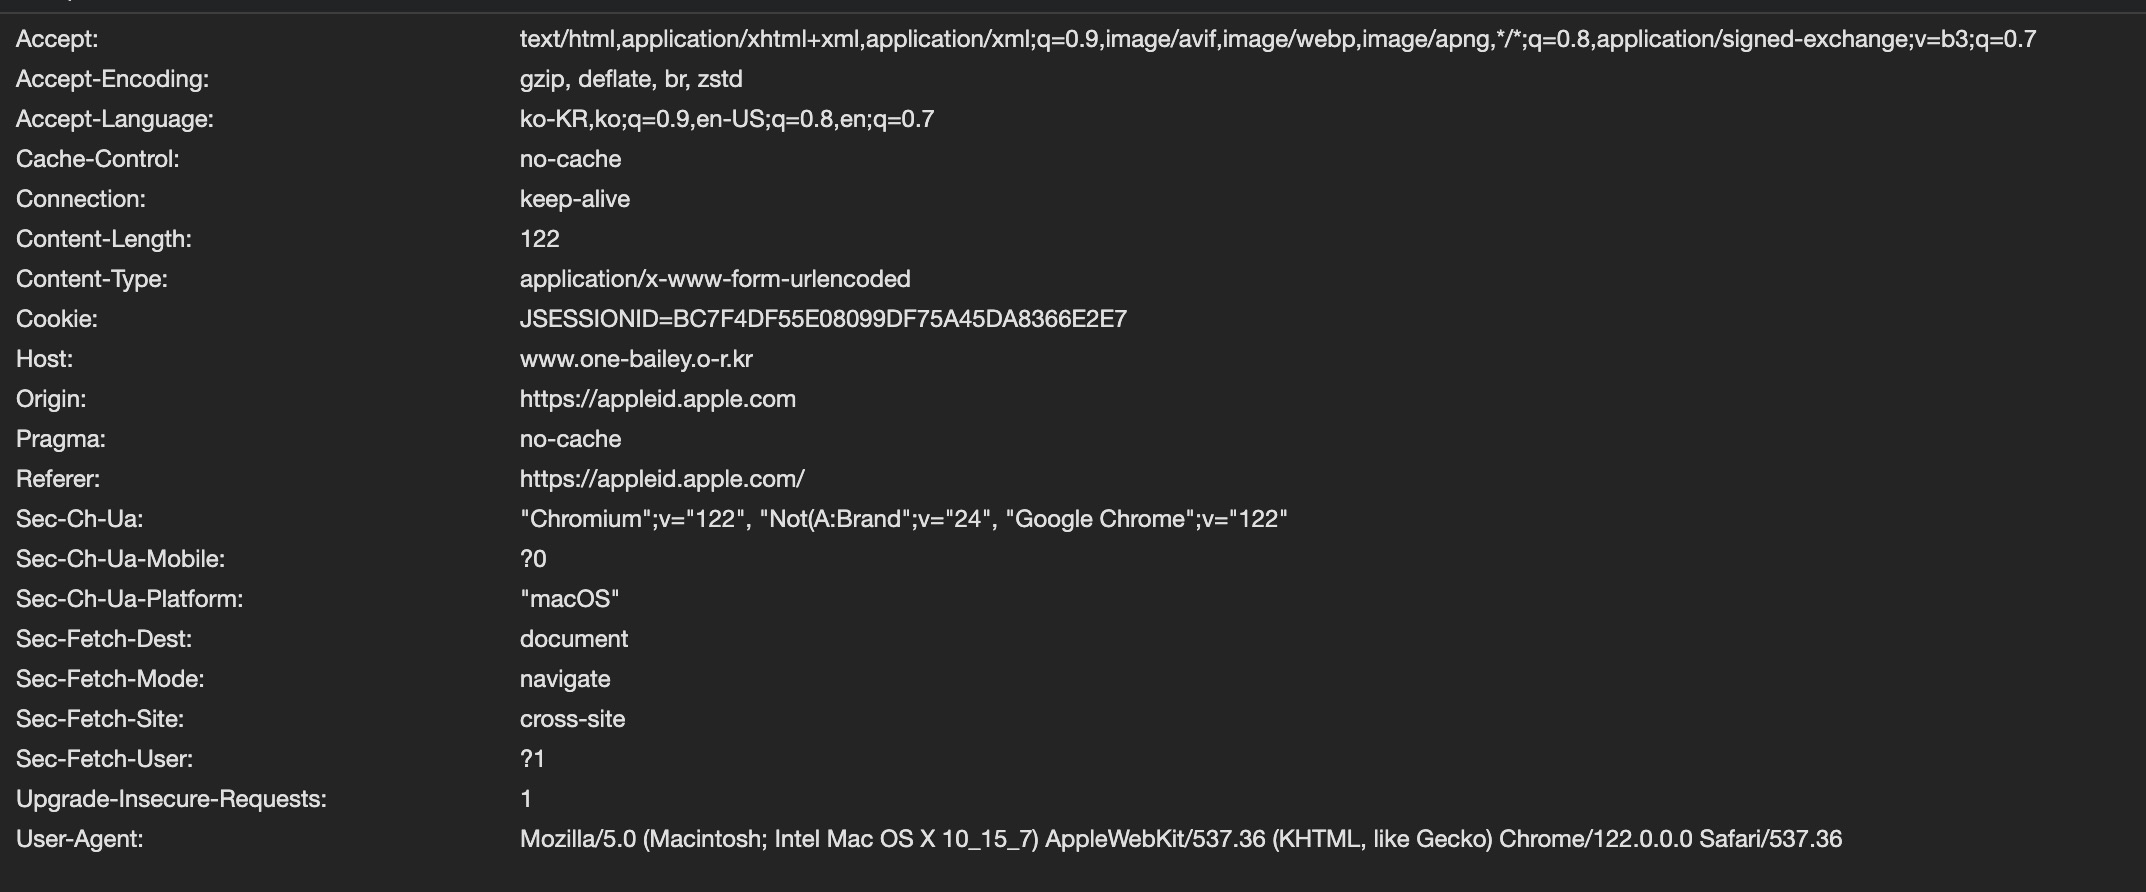 Accept: text/html,application/xhtml+xml,application/xml;q=0.9,image/avif,image/webp,image/apng,*/*;q=0.8,application/signed-exchange;v=b3;q=0.7
Accept-Encoding: gzip, deflate, br, zstd
Accept-Language: ko-KR,ko;q=0.9,en-US;q=0.8,en;q=0.7
Cache-Control: no-cache
Connection: keep-alive
Content-Length: 122
Content-Type: application/x-www-form-urlencoded
Cookie: JSESSIONID=BC7F4DF55E08099DF75A45DA8366E2E7
Host: www.one-bailey.o-r.kr
Origin: https://appleid.apple.com
Pragma: no-cache
Referer: https://appleid.apple.com/
Sec-Ch-Ua: "Chromium";v="122", "Not(A:Brand";v="24", "Google Chrome";v="122"
Sec-Ch-Ua-Mobile: ?0
Sec-Ch-Ua-Platform: "macOS"
Sec-Fetch-Dest: document
Sec-Fetch-Mode: navigate
Sec-Fetch-Site: cross-site
Sec-Fetch-User: ?1
Upgrade-Insecure-Requests: 1
User-Agent: Mozilla/5.0 (Macintosh; Intel Mac OS X 10_15_7) AppleWebKit/537.36 (KHTML, like Gecko) Chrome/122.0.0.0 Safari/537.36